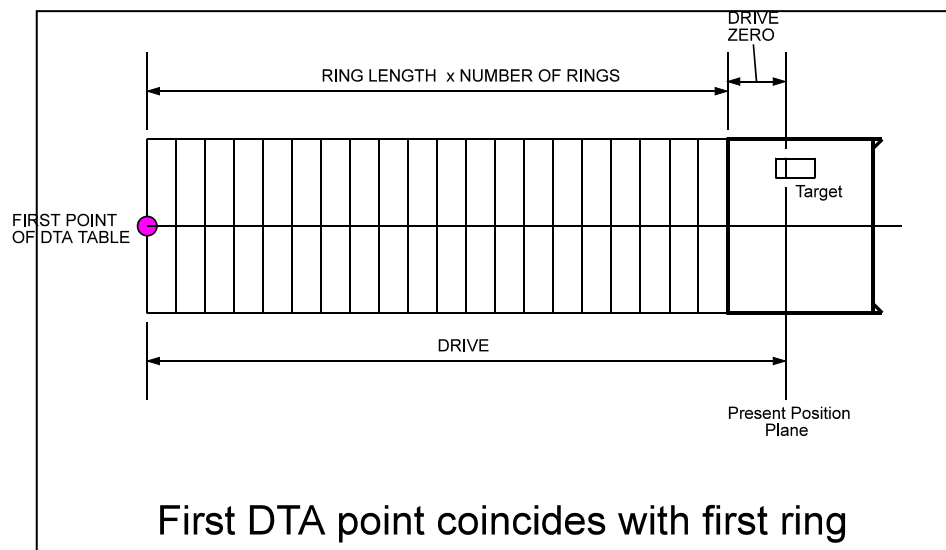 DRIVE
ZERO
RING LENGTH x NUMBER OF RINGS
Target
FIRST POINT
OF DTA TABLE
DRIVE
Present Position
Plane
First DTA point coincides with first ring